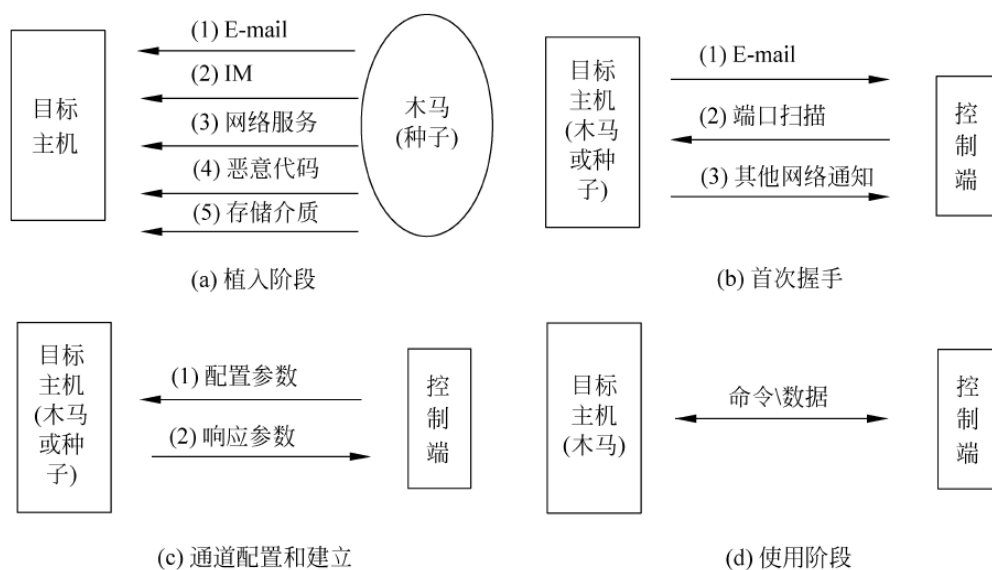 目标
主机
(1) E-mail
(2) IM
(3) 网络服务
(4) 恶意代码
(5) 存储介质
木马
(种子)
(a) 植入阶段
目标
主机
(木马
或种
子)
(1) E-mail
(2) 端口扫描
(3) 其他网络通知
控
制
端
(b) 首次握手
目标
主机
(木马
或种
子)
(1) 配置参数
(2) 响应参数
控
制
端
(c) 通道配置和建立
目标
主机
(木马)
命令\数据
控
制
端
(d) 使用阶段